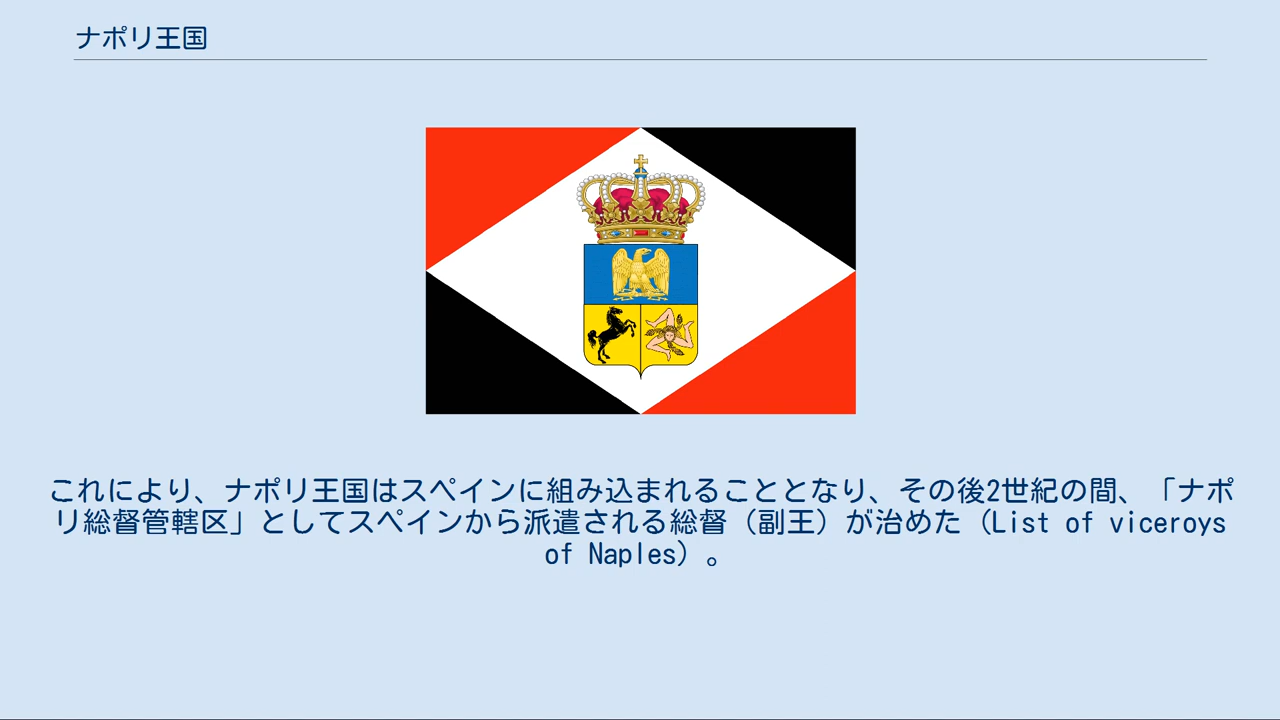 ナポリ王国
これにより、ナポリ王国はスペインに組み込まれることとなり、その後2世紀の間、「ナポ
リ総督管轄区」としてスペインから派遣される総督（副王）が治めた（List of viceroys
of Naples）。